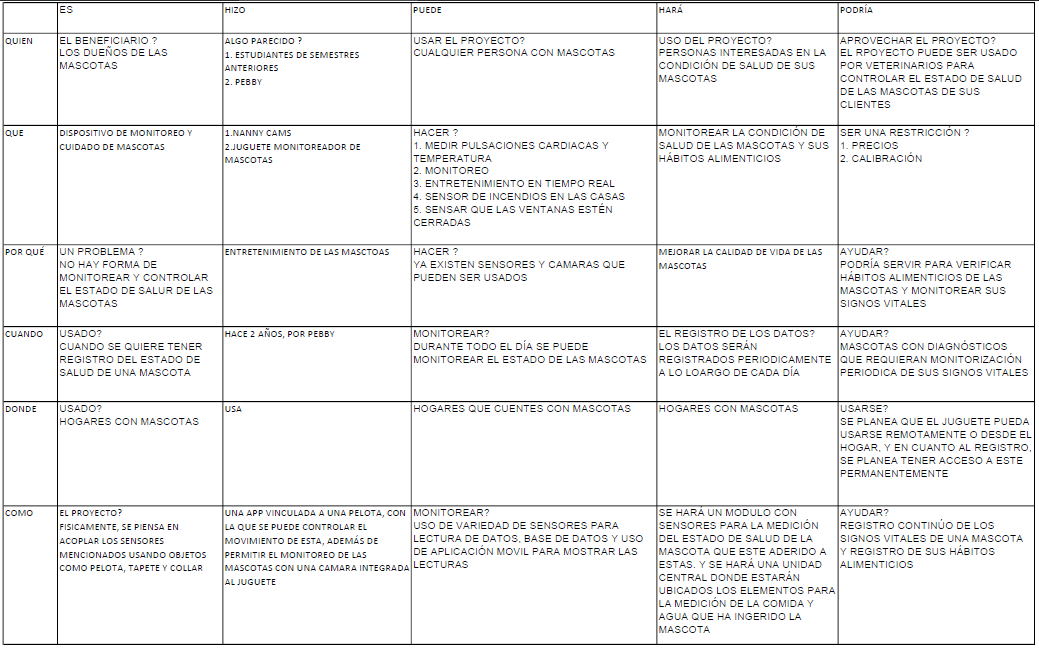 ES
HIZO
PUEDE
HARÁ
PODRÍA
QUIEN
EL BENEFICIARIO ?
LOS DUEÑOS DE LAS
MASCOTAS
ALGO PARECIDO ?
1. ESTUDIANTES DE SEMESTRES
ANTERIORES
2. PEBBY
USAR EL PROYECTO?
CUALQUIER PERSONA CON MASCOTAS
USO DEL PROYECTO?
PERSONAS INTERESADAS EN LA
CONDICIÓN DE SALUD DE SUS
MASCOTAS
APROVECHAR EL PROYECTO?
EL RPOYECTO PUEDE SER USADO
POR VETERINARIOS PARA
CONTROLAR EL ESTADO DE SALUD
DE LAS MASCOTAS DE SUS
CLIENTES
QUE
DISPOSITIVO DE MONITOREO Y
CUIDADO DE MASCOTAS
1.NANNY CAMS
2.JUGUETE MONITOREADOR DE
MASCOTAS
HACER ?
1. MEDIR PULSACIONES CARDIACAS Y
TEMPERATURA
2. MONITOREO
3. ENTRETENIMIENTO EN TIEMPO REAL
4. SENSOR DE INCENDIOS EN LAS CASAS
5. SENSAR QUE LAS VENTANAS ESTÉN
CERRADAS
MONITOREAR LA CONDICIÓN DE
SALUD DE LAS MASCOTAS Y SUS
HÁBITOS ALIMENTICIOS
SER UNA RESTRICCIÓN ?
1. PRECIOS
2. CALIBRACIÓN
POR QUÉ
UN PROBLEMA ?
NO HAY FORMA DE
MONITOREAR Y CONTROLAR
EL ESTADO DE SALUR DE LAS
MASCOTAS
ENTRETENIMIENTO DE LAS MASCTOAS
HACER ?
YA EXISTEN SENSORES Y CAMARAS QUE
PUEDEN SER USADOS
MEJORAR LA CALIDAD DE VIDA DE LAS
MASCOTAS
AYUDAR?
PODRÍA SERVIR PARA VERIFICAR
HÁBITOS ALIMENTICIOS DE LAS
MASCOTAS Y MONITOREAR SUS
SIGNOS VITALES
CUANDO
USADO?
CUANDO SE QUIERE TENER
REGISTRO DEL ESTADO DE
SALUD DE UNA MASCOTA
HACE 2 AÑOS, POR PEBBY
MONITOREAR?
DURANTE TODO EL DÍA SE PUEDE
MONITOREAR EL ESTADO DE LAS MASCOTAS
EL REGISTRO DE LOS DATOS?
LOS DATOS SERÁN
REGISTRADOS PERIODICAMENTE
A LO LOARGO DE CADA DÍA
AYUDAR?
MASCOTAS CON DIAGNÓSTICOS
QUE REQUIERAN MONITORIZACIÓN
PERIODICA DE SUS SIGNOS VITALES
DONDE
USADO?
HOGARES CON MASCOTAS
USA
HOGARES QUE CUENTES CON MASCOTAS
HOGARES CON MASCOTAS
USARSE?
SE PLANEA QUE EL JUGUETE PUEDA
USARSE REMOTAMENTE O DESDE EL
HOGAR, Y EN CUANTO AL REGISTRO,
SE PLANEA TENER ACCESO A ESTE
PERMANENTEMENTE
COMO
EL PROYECTO?
FISICAMENTE, SE PIENSA EN
ACOPLAR LOS SENSORES
MENCIONADOS USANDO OBJETOS
COMO PELOTA, TAPETE Y COLLAR
UNA APP VINCULADA A UNA PELOTA, CON
LA QUE SE PUEDE CONTROLAR EL
MOVIMIENTO DE ESTA, ADEMÁS DE
PERMITIR EL MONITOREO DE LAS
MASCOTAS CON UNA CAMARA INTEGRADA
AL JUGUETE
MONITOREAR?
USO DE VARIEDAD DE SENSORES PARA
LECTURA DE DATOS, BASE DE DATOS Y USO
DE APLICACIÓN MOVIL PARA MOSTRAR LAS
LECTURAS
SE HARÁ UN MODULO CON
SENSORES PARA LA MEDICIÓN
DEL ESTADO DE SALUD DE LA
MASCOTA QUE ESTE ADERIDO A
ESTAS. Y SE HARÁ UNA UNIDAD
CENTRAL DONDE ESTARÁN
UBICADOS LOS ELEMENTOS PARA
LA MEDICIÓN DE LA COMIDA Y
AGUA QUE HA INGERIDO LA
MASCOTA
AYUDAR?
REGISTRO CONTINÚO DE LOS
SIGNOS VITALES DE UNA MASCOTA
Y REGISTRO DE SUS HÁBITOS
ALIMENTICIOS